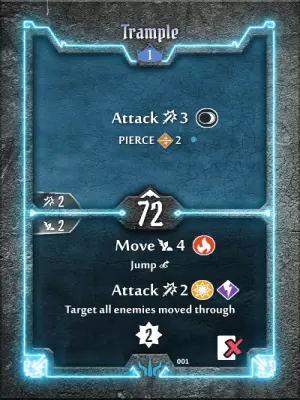 Trample
1
Attack 3
PIERCE 2
2
72
2
Move 4
Jump
Attack 2
Target all enemies moved through
2
001